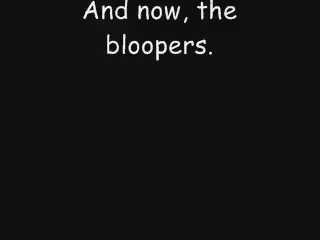 And now, the
bloopers.